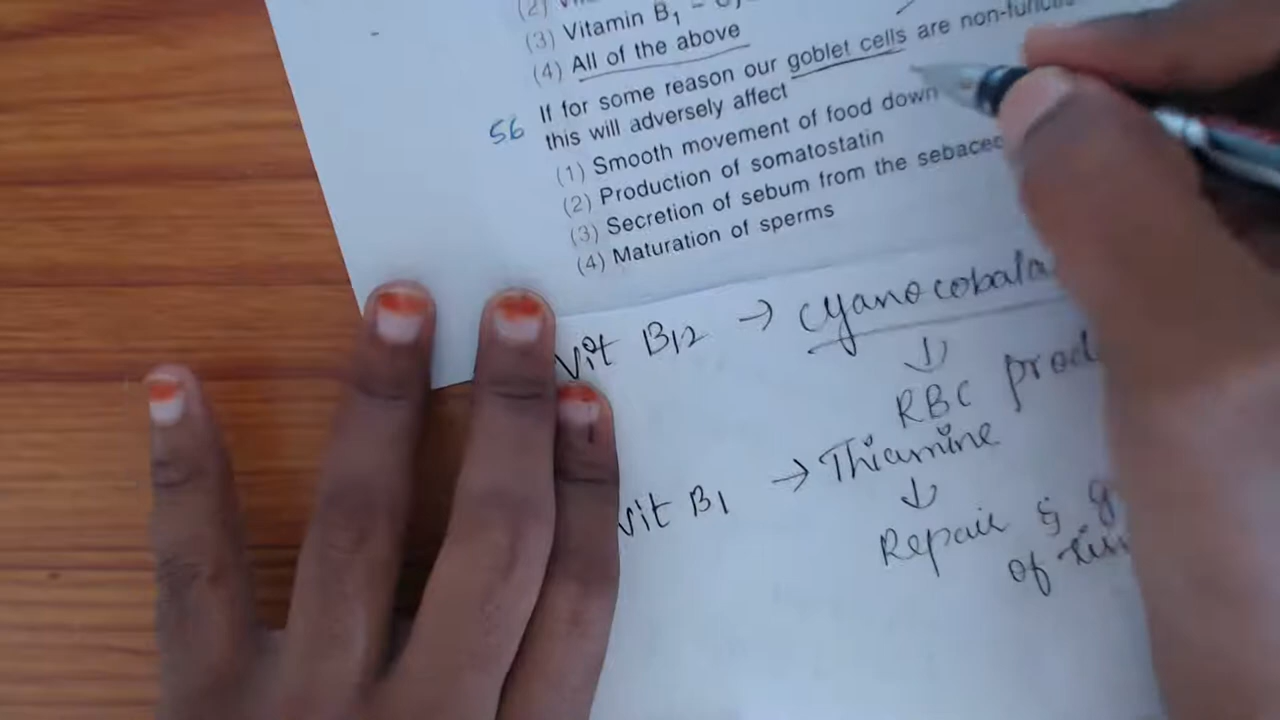 (3) Vitamin B1 -
(4) All of the above
56 If for some reason our goblet cells are
this will adversely affect
(1) Smooth movement of food down
(2) Production of somatostatin
(3) Secretion of sebum from the
(4) Maturation of sperms
Vit B12 →
↓
RBC
Vit B1 → Thiamine
↓
Repair &
of